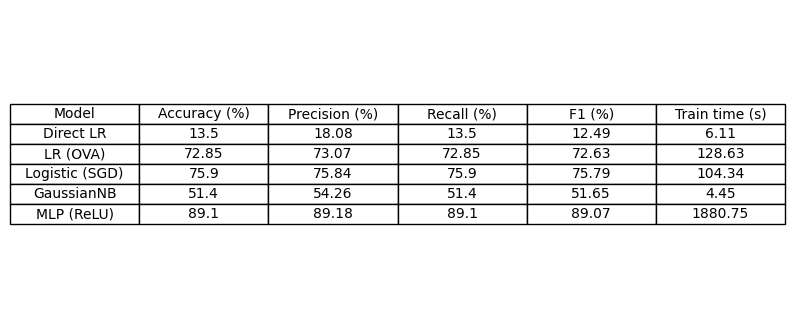 Model Accuracy (%) Precision (%) Recall (%) F1 (%) Train time (s)
Direct LR 13.5 18.08 13.5 12.49 6.11
LR (OVA) 72.85 73.07 72.85 72.63 128.63
Logistic (SGD) 75.9 75.84 75.9 75.79 104.34
GaussianNB 51.4 54.26 51.4 51.65 4.45
MLP (ReLU) 89.1 89.18 89.1 89.07 1880.75